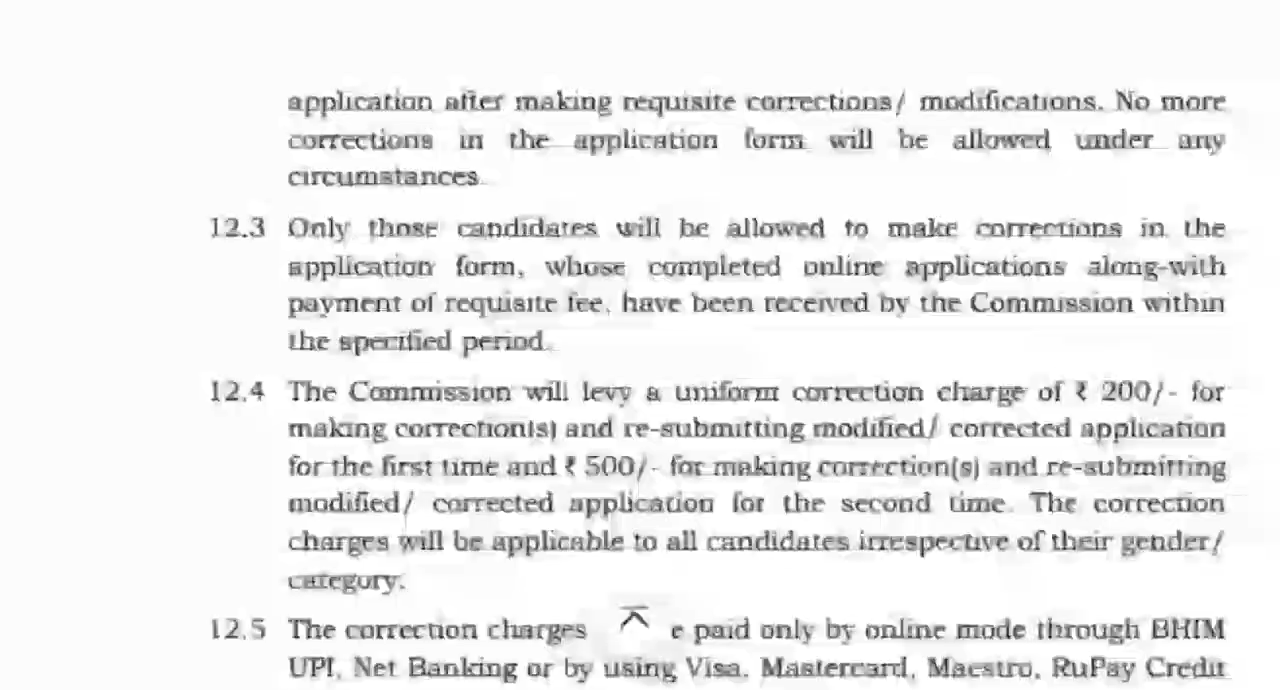 application after making requisite corrections/ modifications. No more
corrections in the application form will be allowed under any
circumstances.
12.3 Only those candidates will be allowed to make corrections in the
application form, whose completed online applications along-with
payment of requisite fee, have been received by the Commission within
the specified period.
12.4 The Commission will levy a uniform correction charge of ₹ 200/- for
making correction(s) and re-submitting modified/ corrected application
for the first time and ₹ 500/- for making correction(s) and re-submitting
modified/ corrected application for the second time. The correction
charges will be applicable to all candidates irrespective of their gender/
category.
12.5 The correction charges e paid only by online mode through BHIM
UPI, Net Banking or by using Visa, Mastercard, Maestro, RuPay Credit